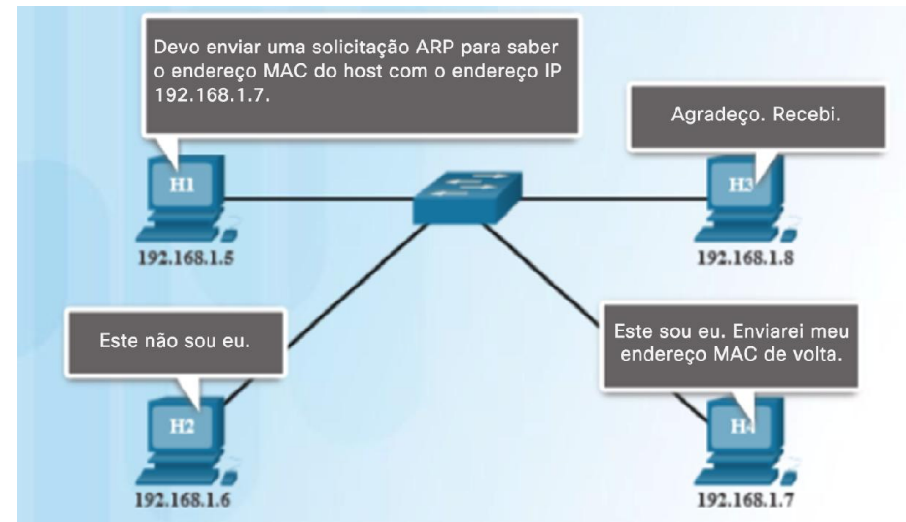 Devo enviar uma solicitação ARP para saber
o endereço MAC do host com o endereço IP
192.168.1.7.
Agradeço. Recebi.
H1
H3
192.168.1.5
192.168.1.8
Este não sou eu.
Este sou eu. Enviarei meu
endereço MAC de volta.
H2
H4
192.168.1.6
192.168.1.7